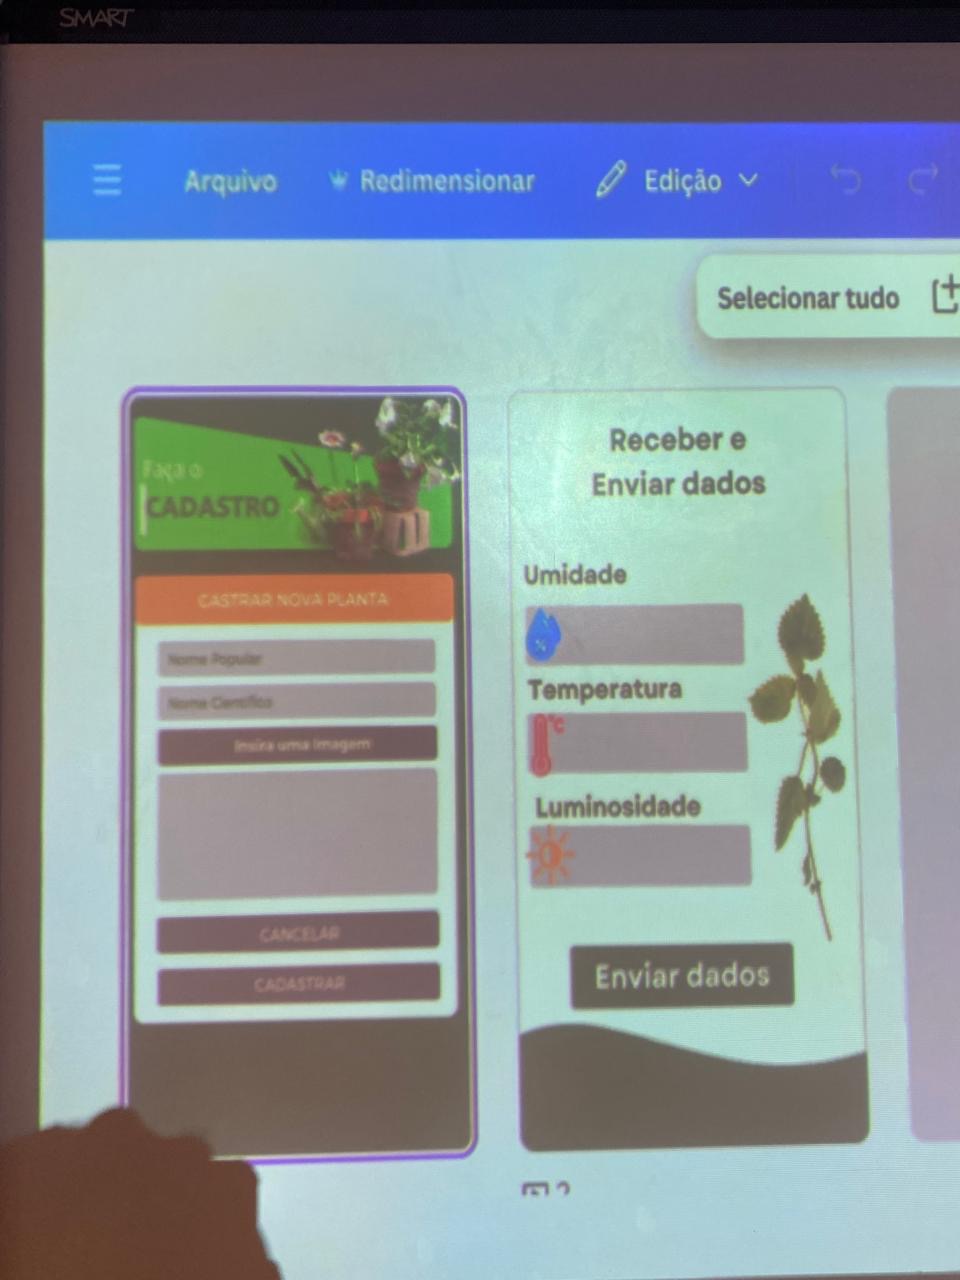 SMART
Arquivo
Redimensionar
Edição
Selecionar tudo
Faça o
CADASTRO
CASTRAR NOVA PLANTA
Nome Popular
Nome Científico
Insira uma imagem
CANCELAR
CADASTRAR
Receber e
Enviar dados
Umidade
%
Temperatura
°C
Luminosidade
Enviar dados